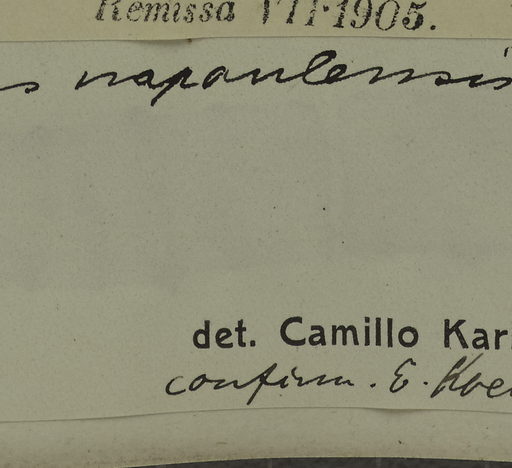 Remissa VII·1905.
s napaulensis
det. Camillo Kar
confirm. E. Koe